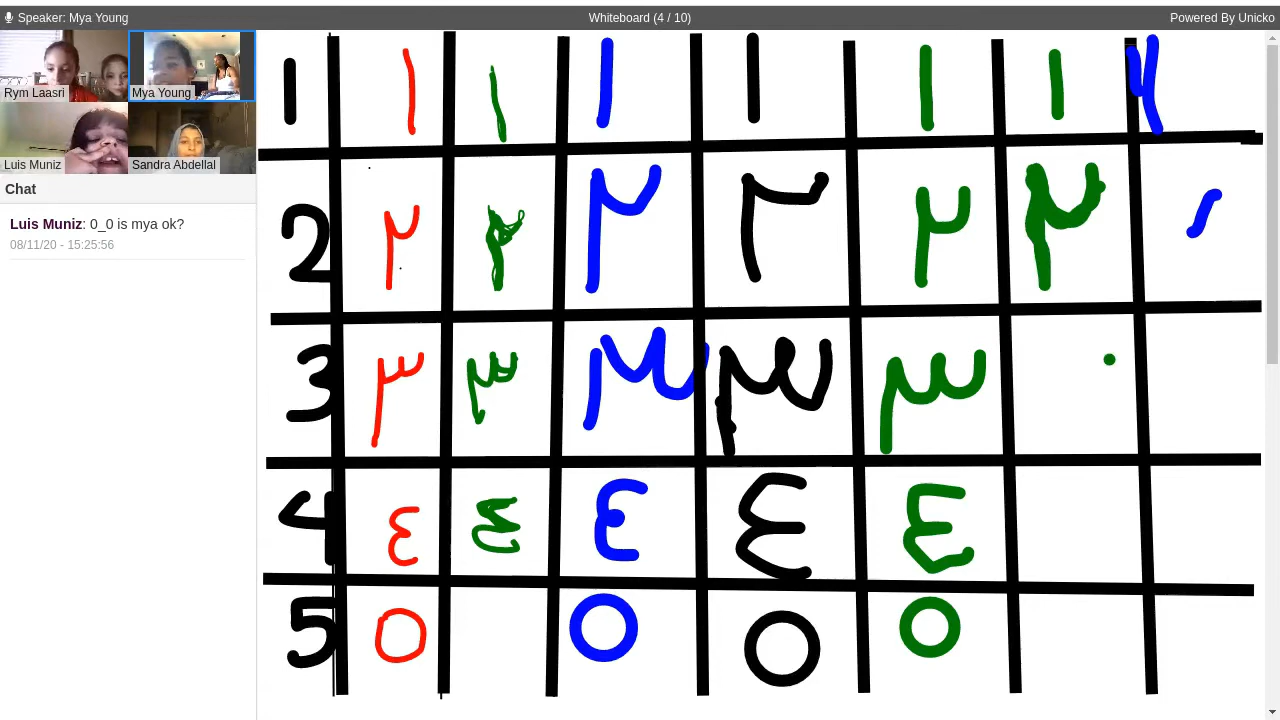 Speaker: Mya Young
Whiteboard (4 / 10)
Powered By Unicko
Rym Laasri
Mya Young
Luis Muniz
Sandra Abdellal
Chat
Luis Muniz: 0_0 is mya ok?
08/11/20 - 15:25:56
1 ١ ١ ١ ١ ١ ١
2 ٢ ٢ ٢ ٢ ٢ ٢
3 ٣ ٣ ٣ ٣ ٣
4 ٤ ٤ ٤ ٤ ٤
5 ٥ ٥ ٥ ٥